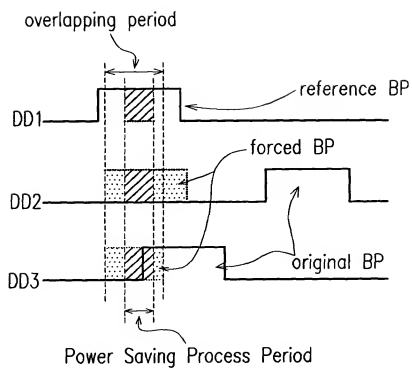 overlapping period
reference BP
DD1
forced BP
DD2
original BP
DD3
Power Saving Process Period